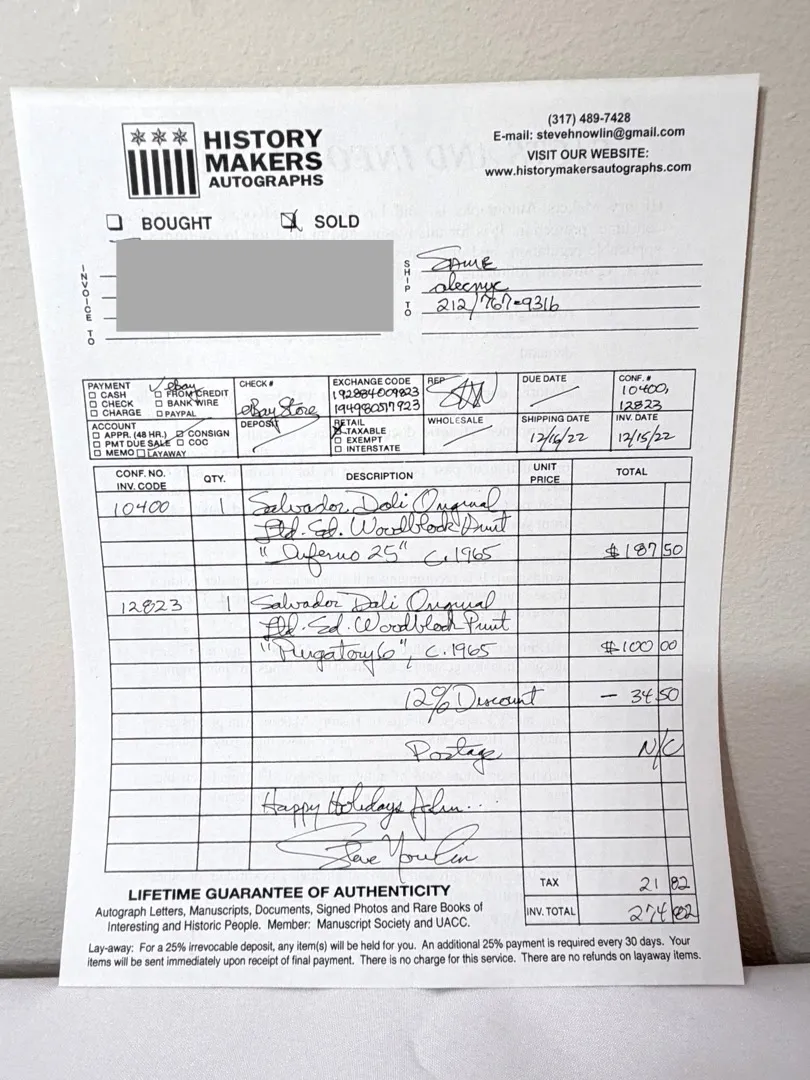 HISTORY
MAKERS
AUTOGRAPHS
(317) 489-7428
E-mail: stevehnowlin@gmail.com
VISIT OUR WEBSITE:
www.historymakersautographs.com
BOUGHT
SOLD
INVOICE TO
SHIP TO
SAME
alecnyc
212/767-9316
PAYMENT ebay
CASH FROM CREDIT
CHECK BANK WIRE
CHARGE PAYPAL
CHECK #
eBay Store
EXCHANGE CODE
192884009823
194980517923
REP
DUE DATE
CONF. #
10400,
12823
ACCOUNT
APPR. (48 HR.) CONSIGN
PMT DUE SALE COC
MEMO LAYAWAY
DEPOSIT
RETAIL
TAXABLE
EXEMPT
INTERSTATE
WHOLESALE
SHIPPING DATE
12/16/22
INV. DATE
12/15/22
CONF. NO.
INV. CODE
QTY.
DESCRIPTION
UNIT
PRICE
TOTAL
10400 1 Salvador Dali Original
Ltd. Ed. Woodblock Print
"Inferno 25" c. 1965 $187 50
12823 1 Salvador Dali Original
Ltd. Ed. Woodblock Print
"Purgatory 6", c. 1965 $100 00
12% Discount - 34 50
Postage N/C
Happy Holidays John...
LIFETIME GUARANTEE OF AUTHENTICITY
Autograph Letters, Manuscripts, Documents, Signed Photos and Rare Books of
Interesting and Historic People. Member: Manuscript Society and UACC.
TAX 21 82
INV. TOTAL 274 82
Lay-away: For a 25% irrevocable deposit, any item(s) will be held for you. An additional 25% payment is required every 30 days. Your
items will be sent immediately upon receipt of final payment. There is no charge for this service. There are no refunds on layaway items.